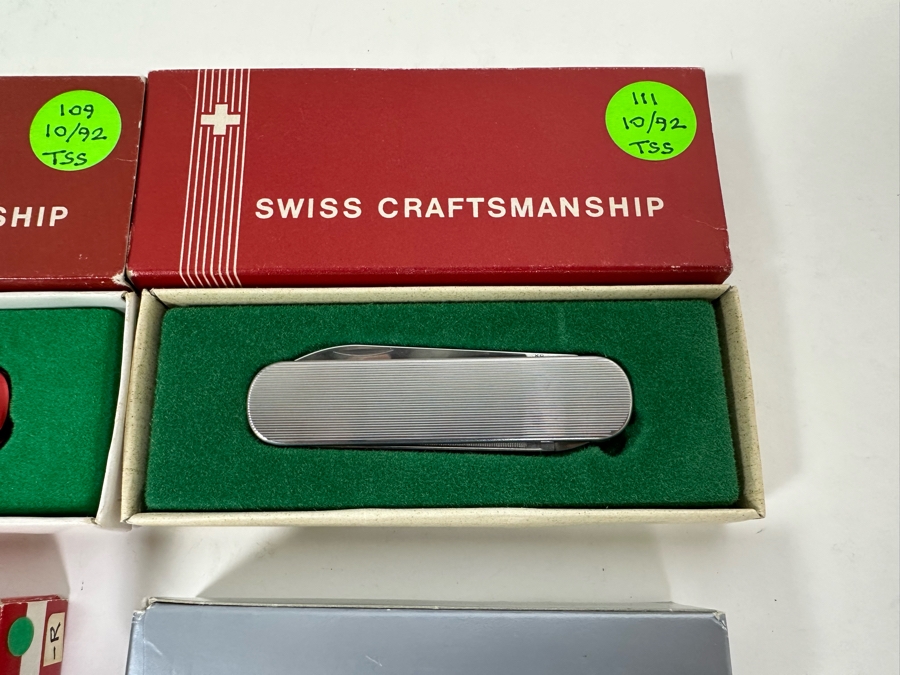 109
10/92
TSS
SHIP
111
10/92
TSS
SWISS CRAFTSMANSHIP
-R